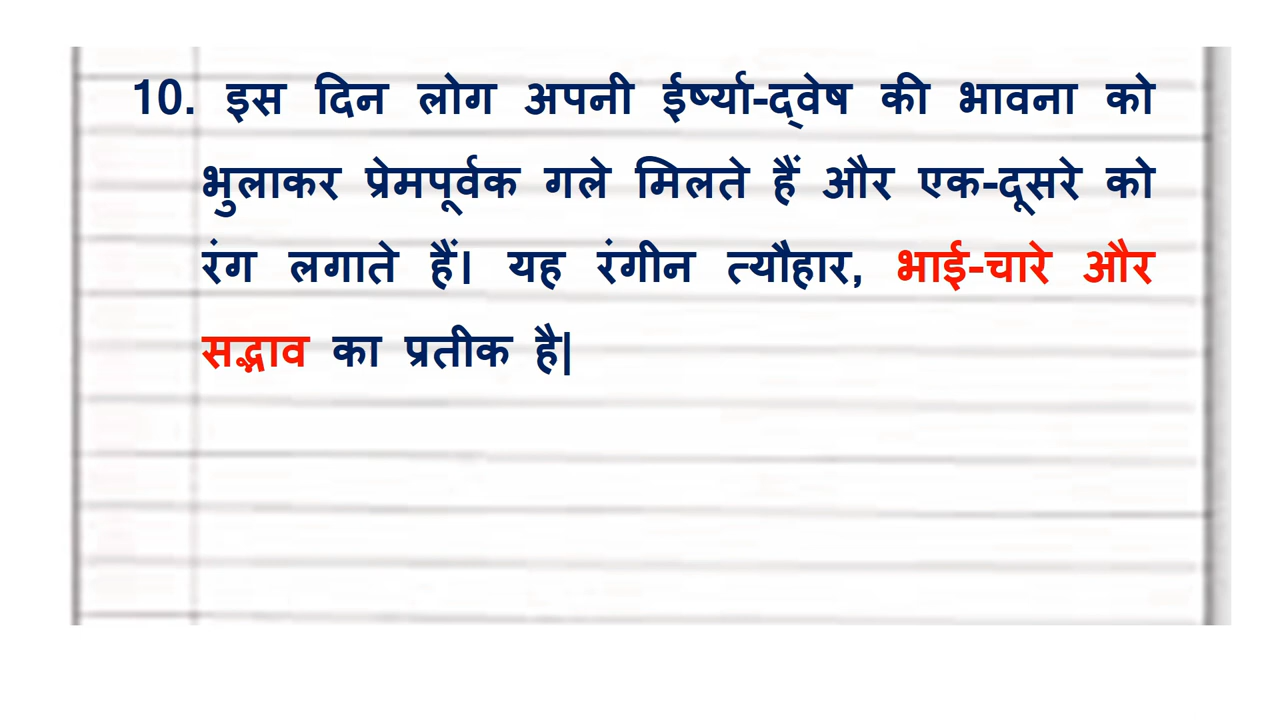 10. इस दिन लोग अपनी ईर्ष्या-द्‌वेष की भावना को
भुलाकर प्रेमपूर्वक गले मिलते हैं और एक-दूसरे को
रंग लगाते हैं। यह रंगीन त्यौहार, भाई-चारे और
सद्भाव का प्रतीक है|